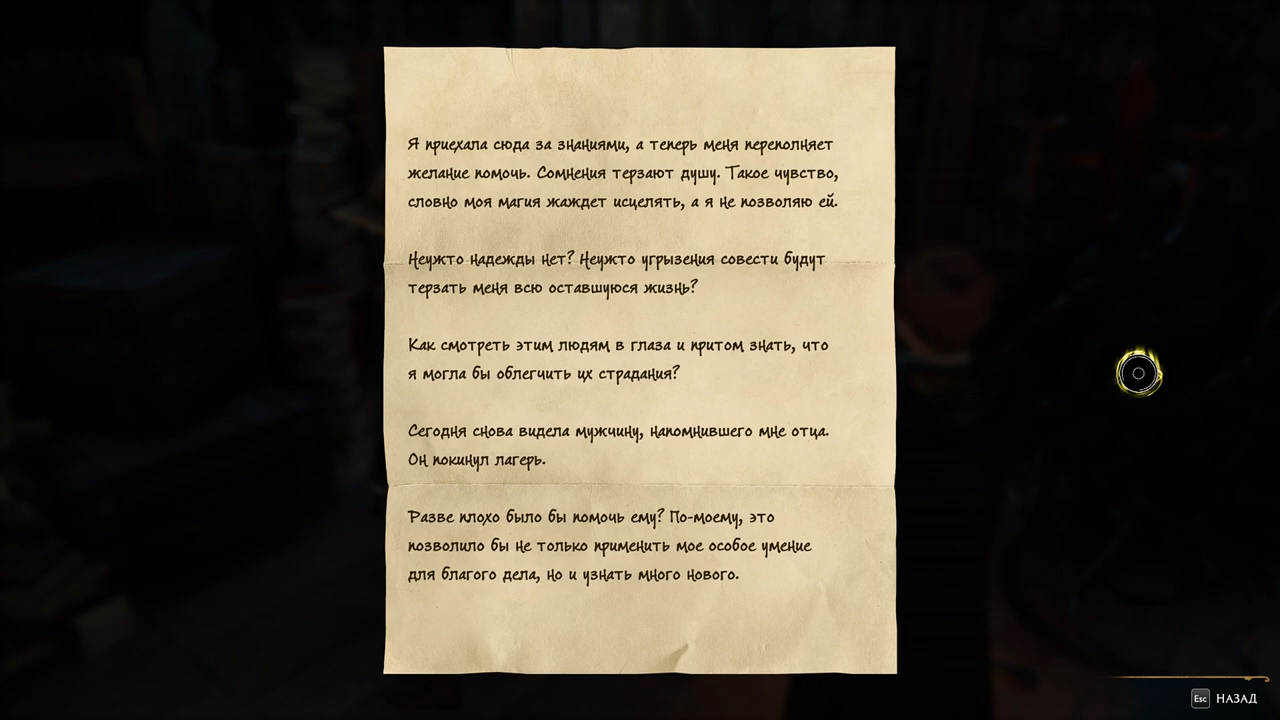 Я приехала сюда за знаниями, а теперь меня переполняет
желание помочь. Сомнения терзают душу. Такое чувство,
словно моя магия жаждет исцелять, а я не позволяю ей.
Неужто надежды нет? Неужто угрызения совести будут
терзать меня всю оставшуюся жизнь?
Как смотреть этим людям в глаза и притом знать, что
я могла бы облегчить их страдания?
Сегодня снова видела мужчину, напомнившего мне отца.
Он покинул лагерь.
Разве плохо было бы помочь ему? По-моему, это
позволило бы не только применить мое особое умение
для благого дела, но и узнать много нового.
Esc НАЗАД